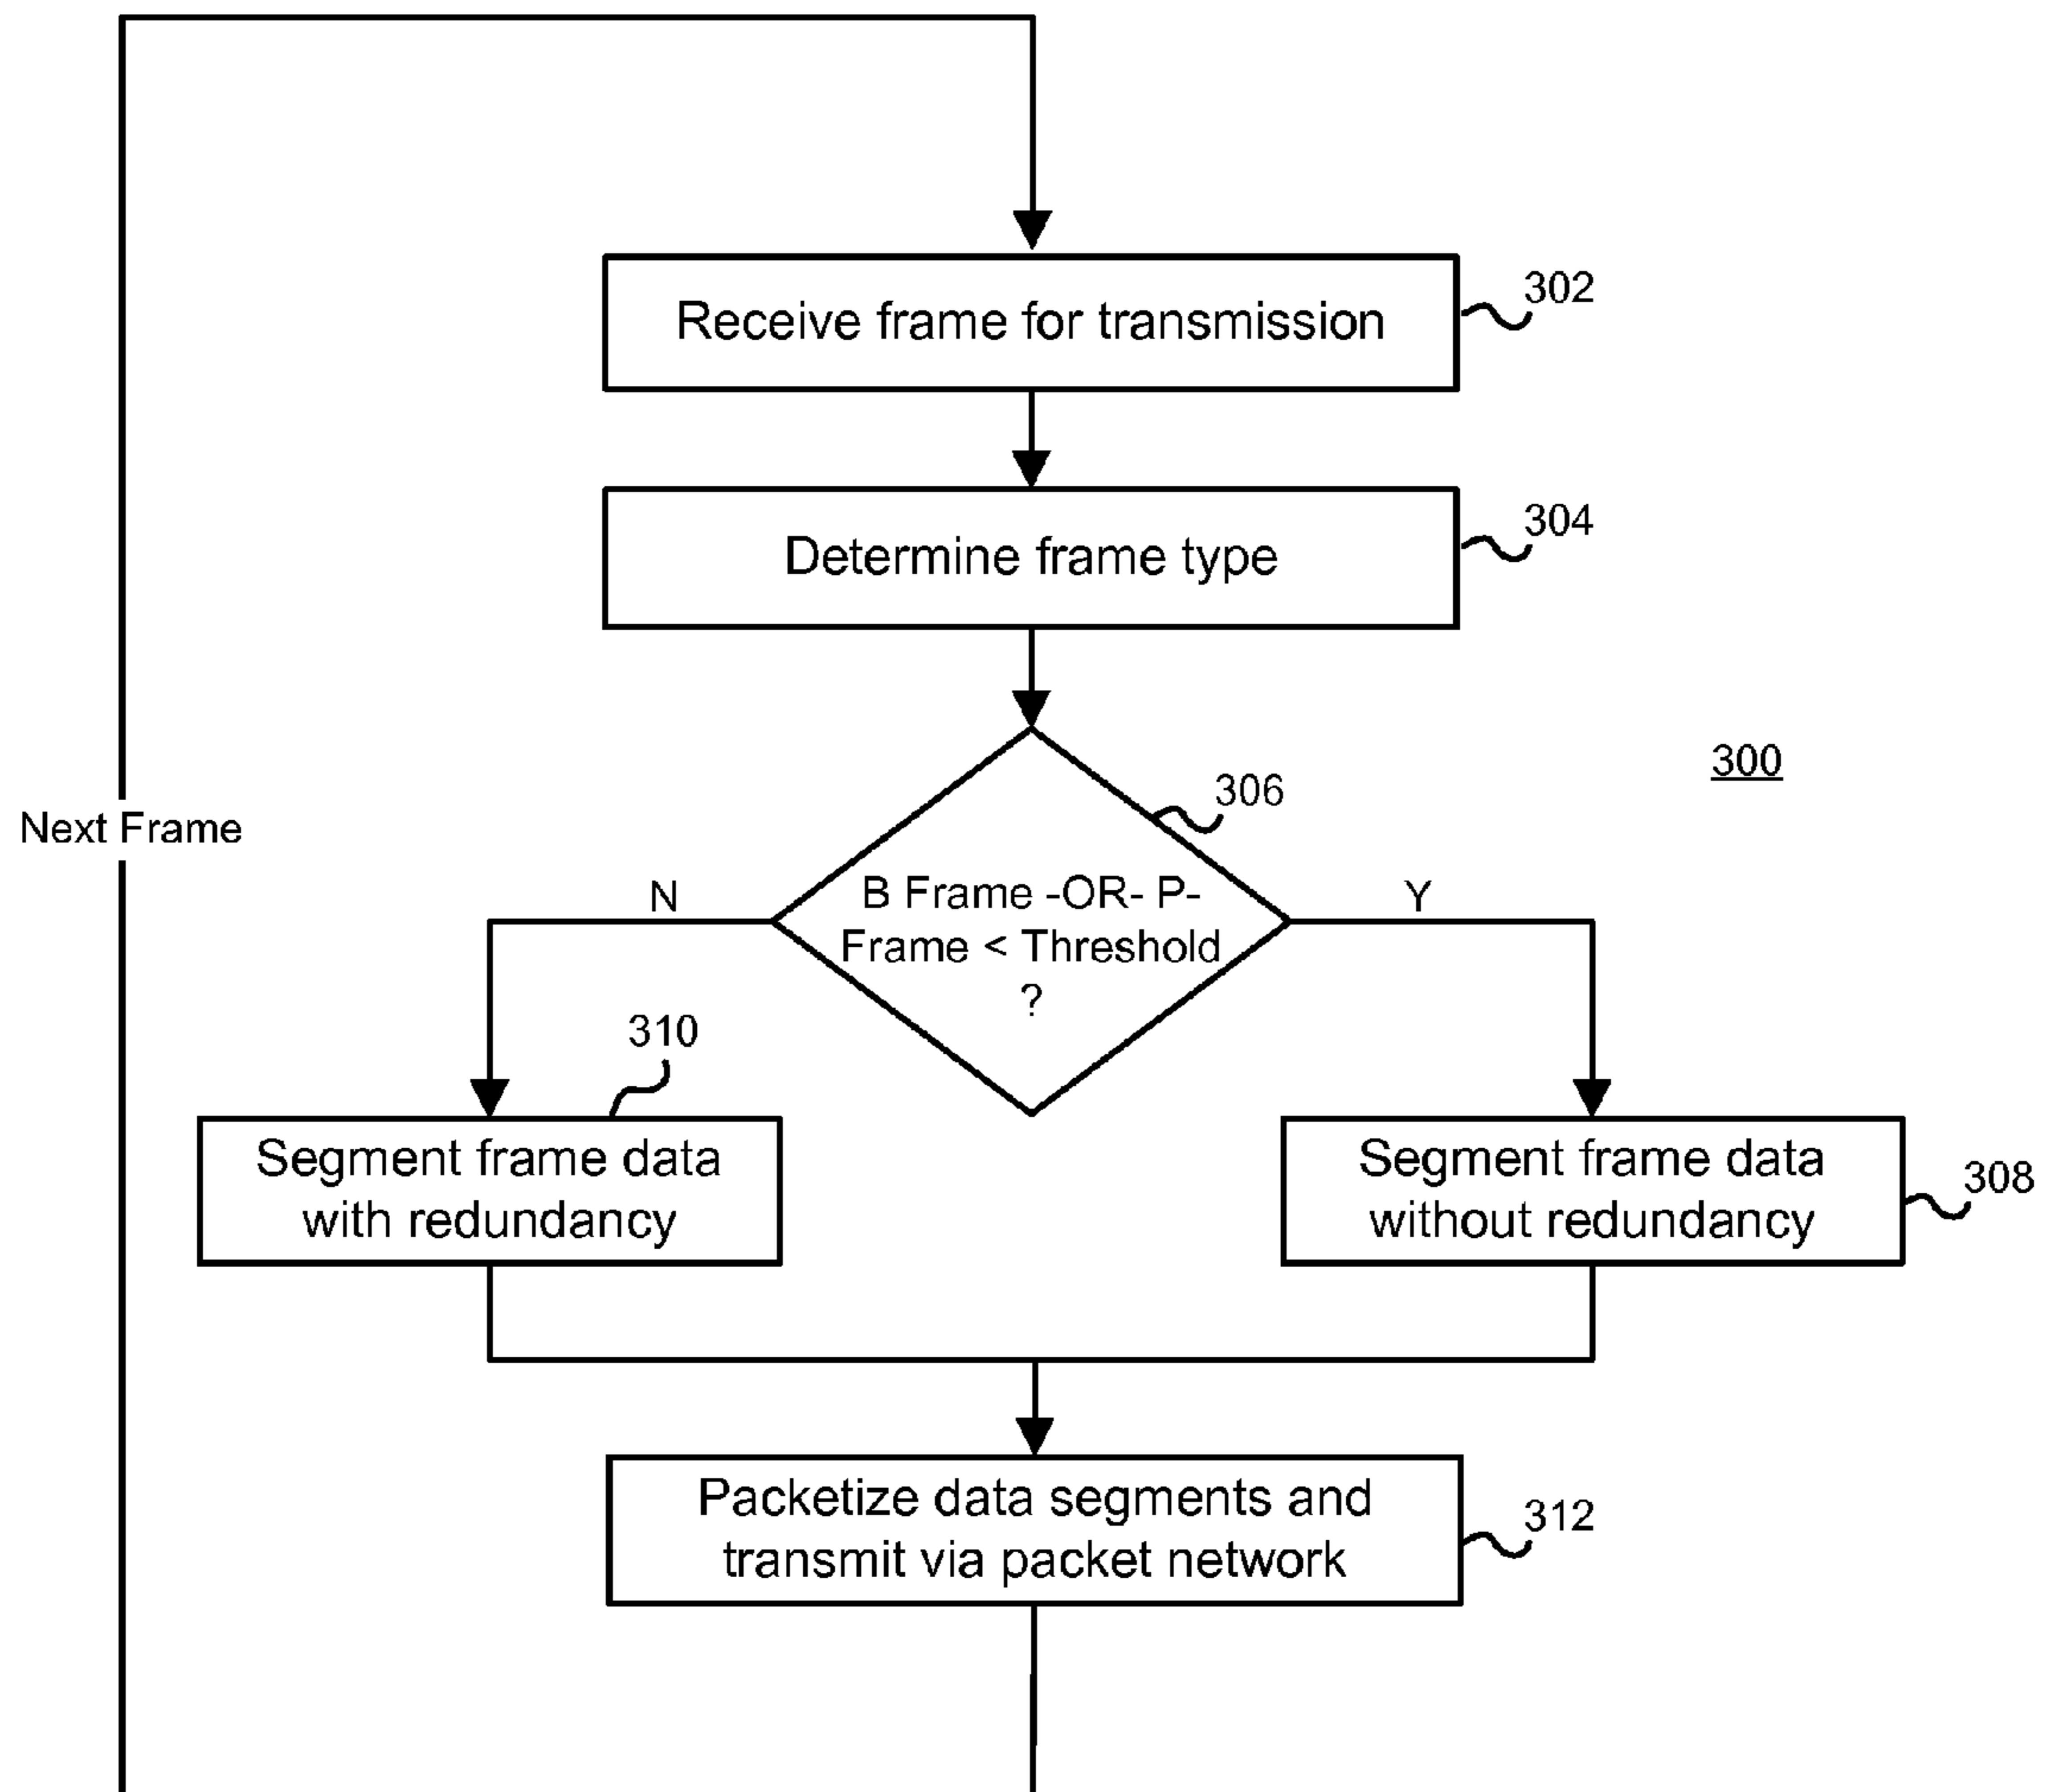 Receive frame for transmission
302
Determine frame type
304
300
306
Next Frame
N
B Frame -OR- P-
Frame < Threshold
?
Y
310
Segment frame data
with redundancy
Segment frame data
without redundancy
308
Packetize data segments and
transmit via packet network
312